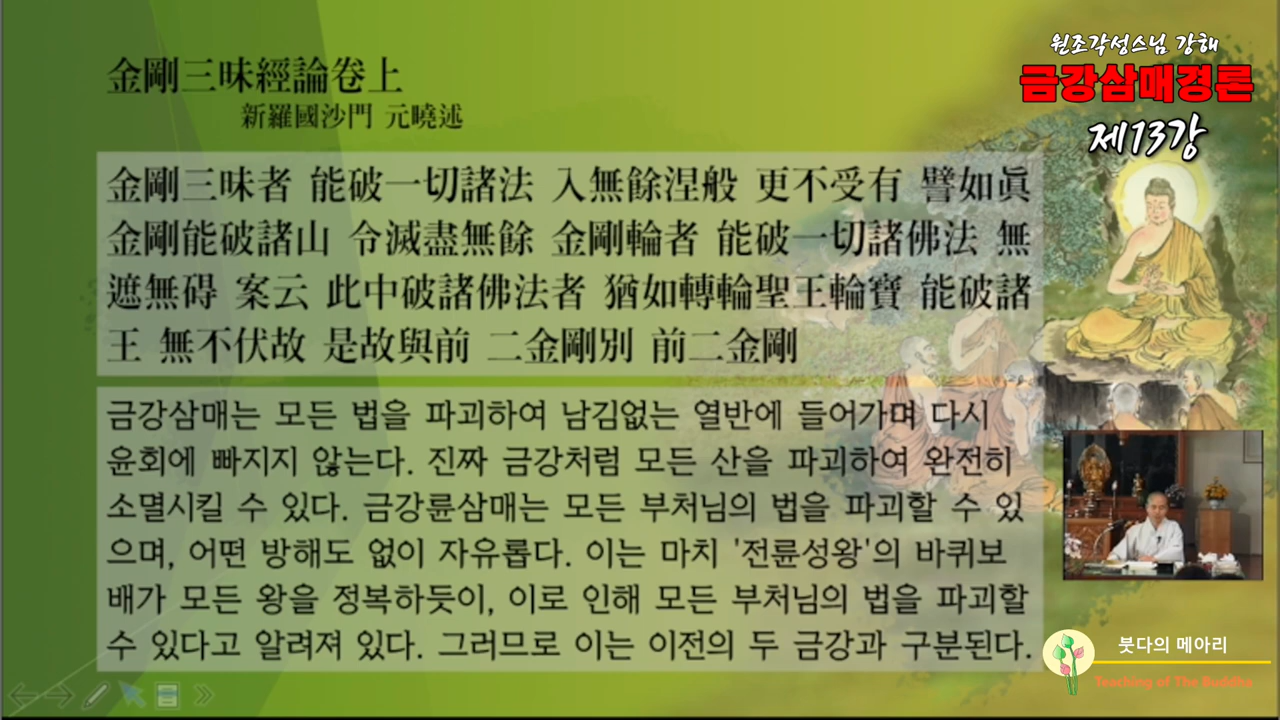 金剛三昧經論卷上
新羅國沙門 元曉述
金剛三昧者 能破一切諸法 入無餘涅般 更不受有 譬如眞
金剛能破諸山 令滅盡無餘 金剛輪者 能破一切諸佛法 無
遮無碍 案云 此中破諸佛法者 猶如轉輪聖王輪寶 能破諸
王 無不伏故 是故與前 二金剛別 前二金剛
금강삼매는 모든 법을 파괴하여 남김없는 열반에 들어가며 다시
윤회에 빠지지 않는다. 진짜 금강처럼 모든 산을 파괴하여 완전히
소멸시킬 수 있다. 금강륜삼매는 모든 부처님의 법을 파괴할 수 있
으며, 어떤 방해도 없이 자유롭다. 이는 마치 '전륜성왕'의 바퀴보
배가 모든 왕을 정복하듯이, 이로 인해 모든 부처님의 법을 파괴할
수 있다고 알려져 있다. 그러므로 이는 이전의 두 금강과 구분된다.
원조각성스님 강해
금강삼매경론
제13강
붓다의 메아리
Teaching of The Buddha